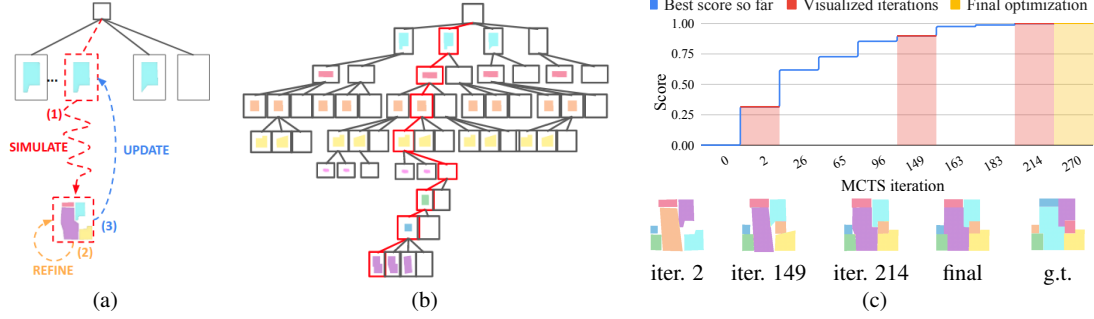 (1)
SIMULATE
UPDATE
(3)
(2)
REFINE
(a)
(b)
Best score so far Visualized iterations Final optimization
Score
1.00
0.75
0.50
0.25
0.00
0 2 26 65 96 149 163 183 214 270
MCTS iteration
iter. 2 iter. 149 iter. 214 final g.t.
(c)